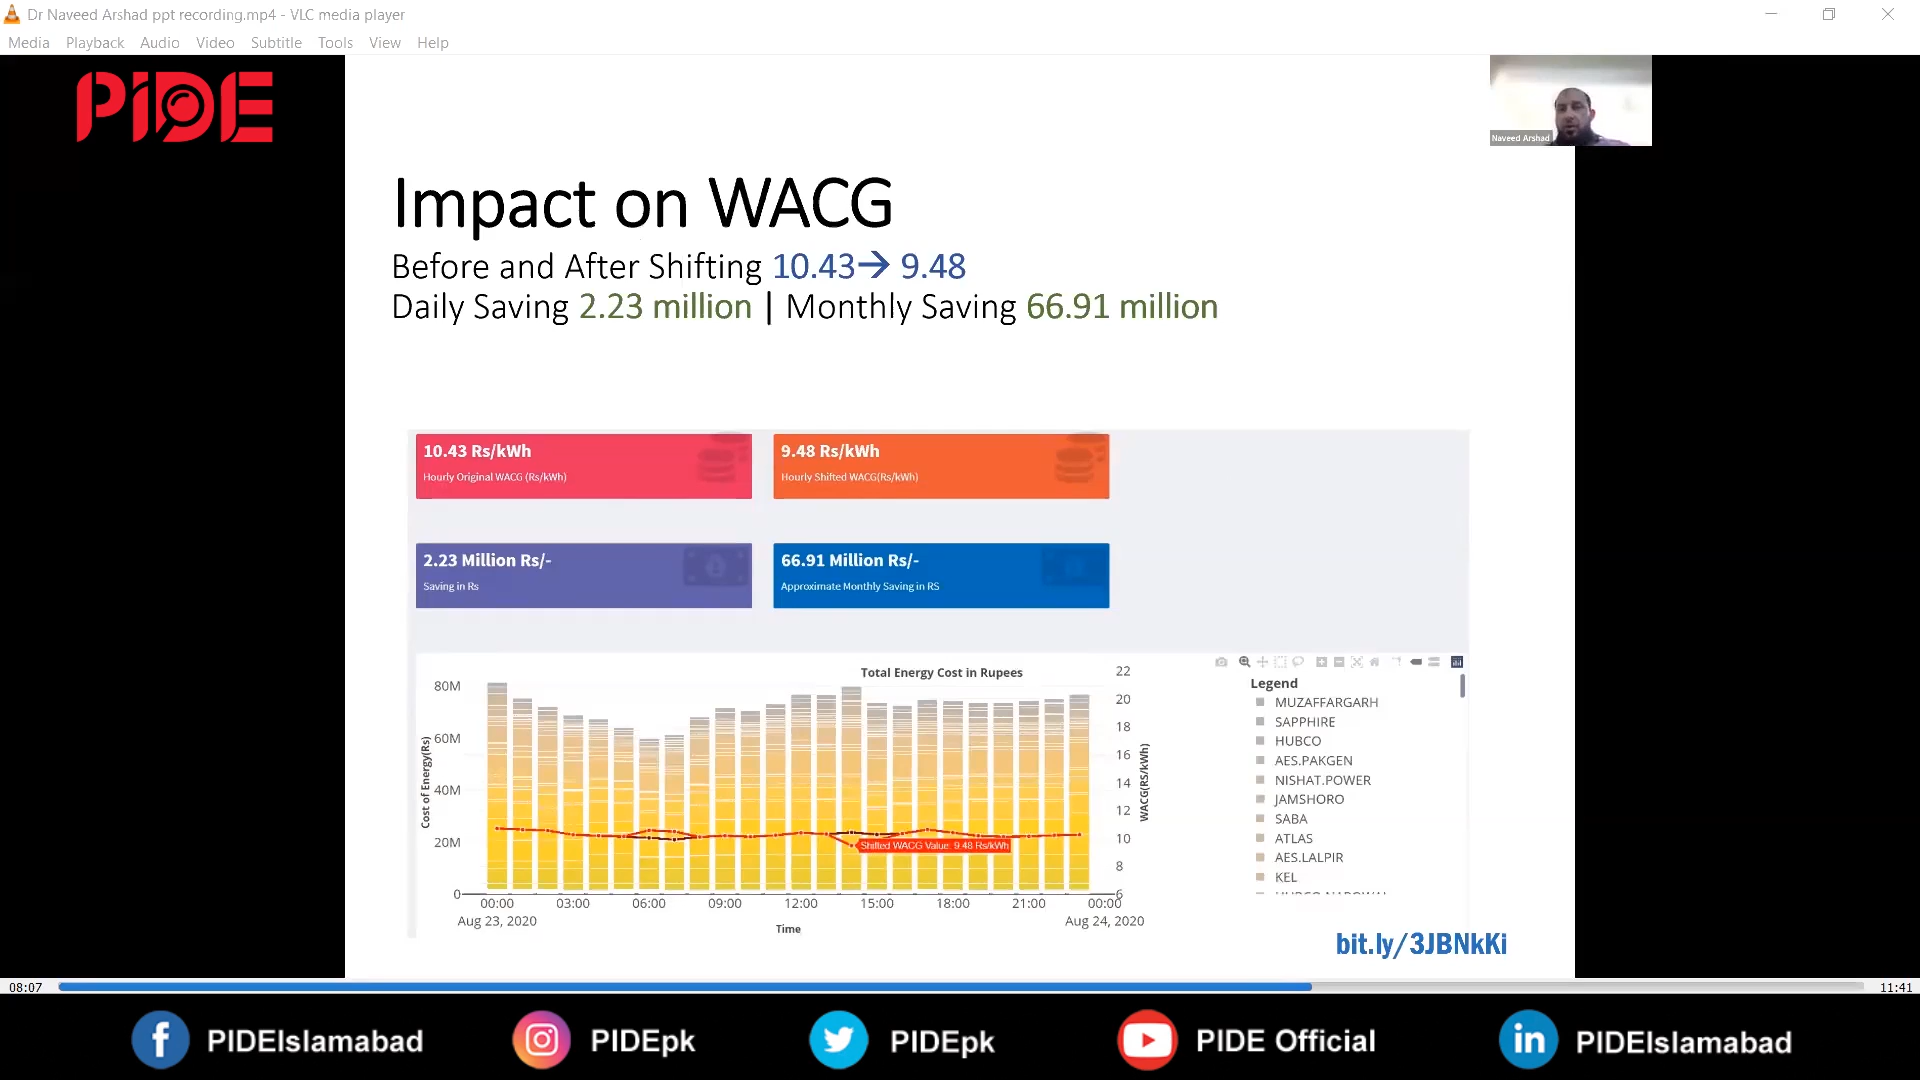 Dr Naveed Arshad ppt recording.mp4 - VLC media player
Media Playback Audio Video Subtitle Tools View Help
PIDE
Naveed Arshad
Impact on WACG
Before and After Shifting 10.43→ 9.48
Daily Saving 2.23 million | Monthly Saving 66.91 million
10.43 Rs/kWh
Hourly Original WACG (Rs/kWh)
9.48 Rs/kWh
Hourly Shifted WACG(Rs/kWh)
2.23 Million Rs/-
Saving in Rs
66.91 Million Rs/-
Approximate Monthly Saving in RS
Total Energy Cost in Rupees
Cost of Energy(Rs)
80M
60M
40M
20M
0
22
20
18
16
14
12
10
8
6
WACG(RS/kWh)
Shifted WACG Value: 9.48 Rs/kWh
00:00 03:00 06:00 09:00 12:00 15:00 18:00 21:00 00:00
Aug 23, 2020 Aug 24, 2020
Time
Legend
MUZAFFARGARH
SAPPHIRE
HUBCO
AES.PAKGEN
NISHAT.POWER
JAMSHORO
SABA
ATLAS
AES.LALPIR
KEL
bit.ly/3JBNkKi
08:07 11:41
PIDEIslamabad PIDEpk PIDEpk PIDE Official PIDEIslamabad